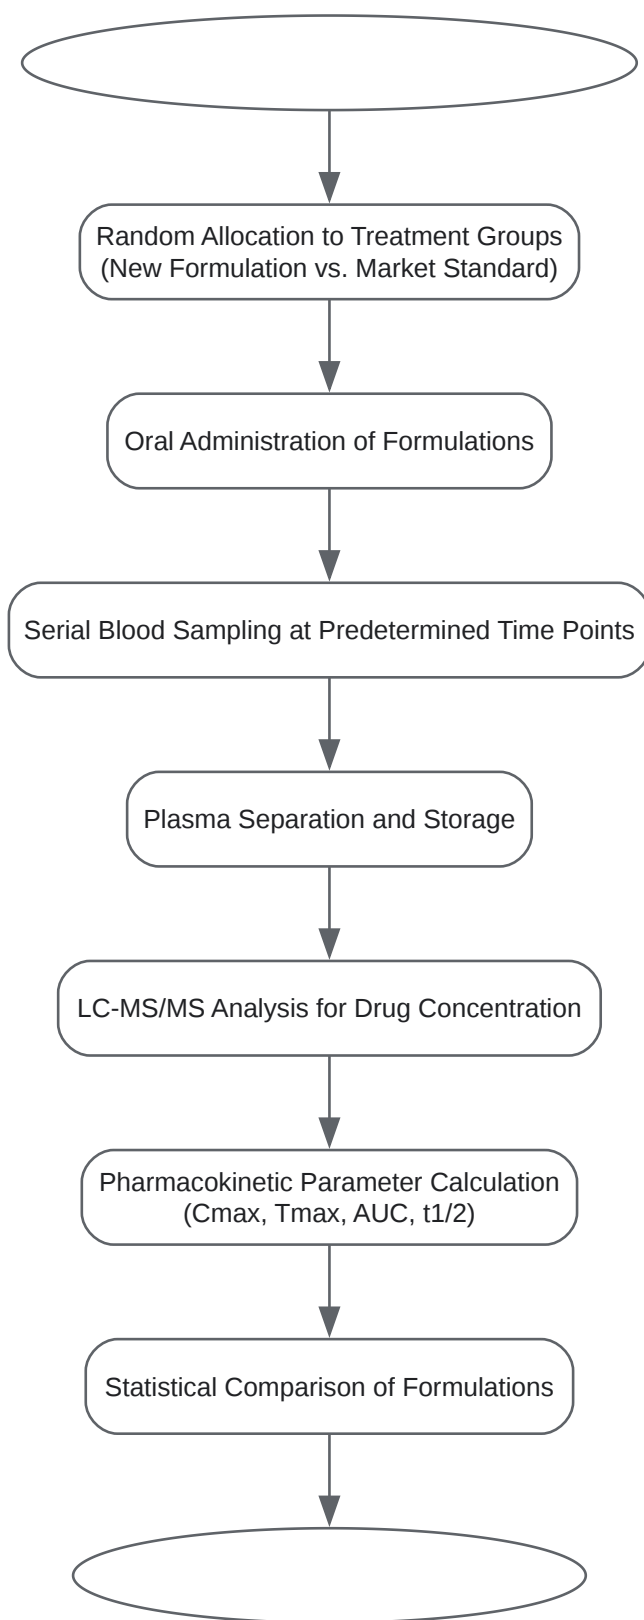 Random Allocation to Treatment Groups
(New Formulation vs. Market Standard)
Oral Administration of Formulations
Serial Blood Sampling at Predetermined Time Points
Plasma Separation and Storage
LC-MS/MS Analysis for Drug Concentration
Pharmacokinetic Parameter Calculation
(Cmax, Tmax, AUC, t1/2)
Statistical Comparison of Formulations